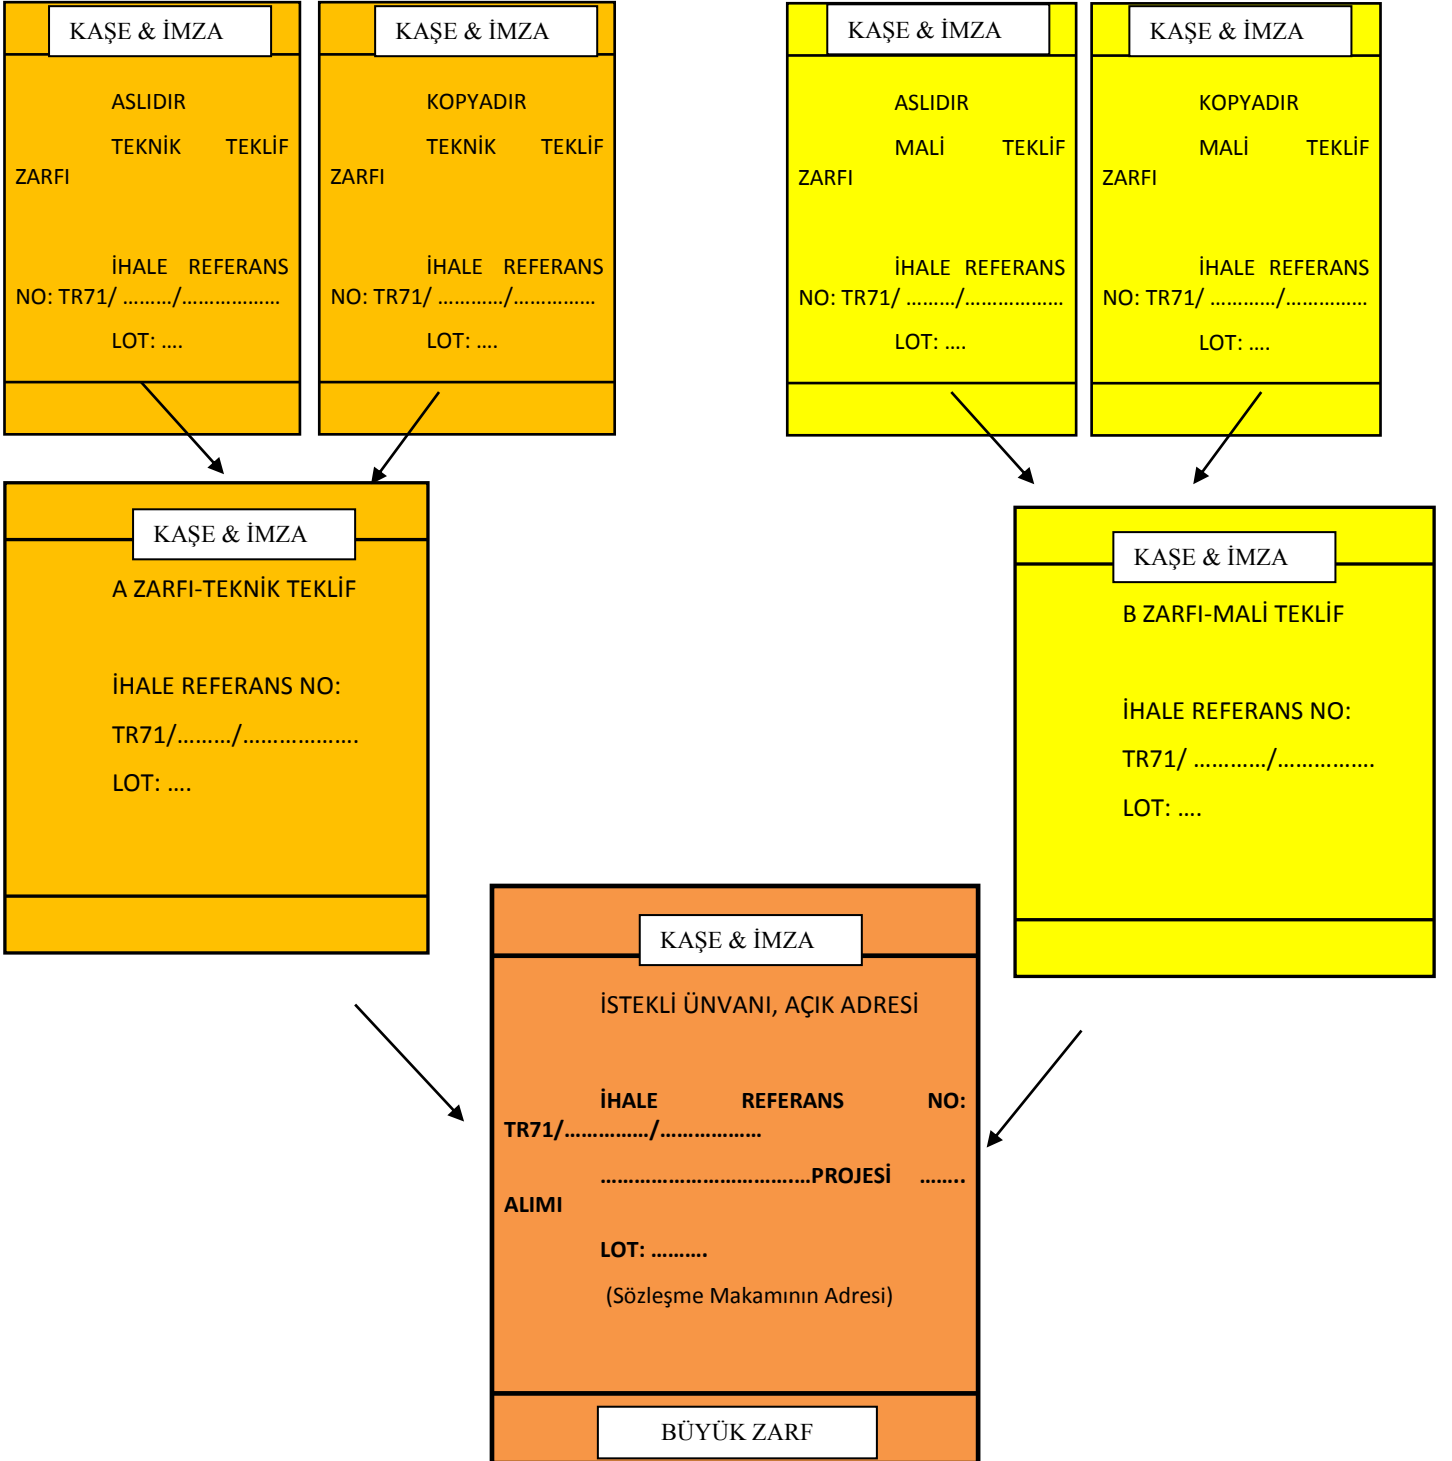 KAŞE & İMZA
ASLIDIR
TEKNİK TEKLİF
ZARFI
İHALE REFERANS
NO: TR71/ ………/………………
LOT: ….
KAŞE & İMZA
KOPYADIR
TEKNİK TEKLİF
ZARFI
İHALE REFERANS
NO: TR71/ …………/……………
LOT: ….
KAŞE & İMZA
ASLIDIR
MALİ TEKLİF
ZARFI
İHALE REFERANS
NO: TR71/ ………/………………
LOT: ….
KAŞE & İMZA
KOPYADIR
MALİ TEKLİF
ZARFI
İHALE REFERANS
NO: TR71/ …………/……………
LOT: ….
KAŞE & İMZA
A ZARFI-TEKNİK TEKLİF
İHALE REFERANS NO:
TR71/………/……………….
LOT: ….
KAŞE & İMZA
B ZARFI-MALİ TEKLİF
İHALE REFERANS NO:
TR71/ …………/…………….
LOT: ….
KAŞE & İMZA
İSTEKLİ ÜNVANI, AÇIK ADRESİ
İHALE REFERANS NO:
TR71/……………/………………
…………………………….…PROJESİ ……..
ALIMI
LOT: ……….
(Sözleşme Makamının Adresi)
BÜYÜK ZARF